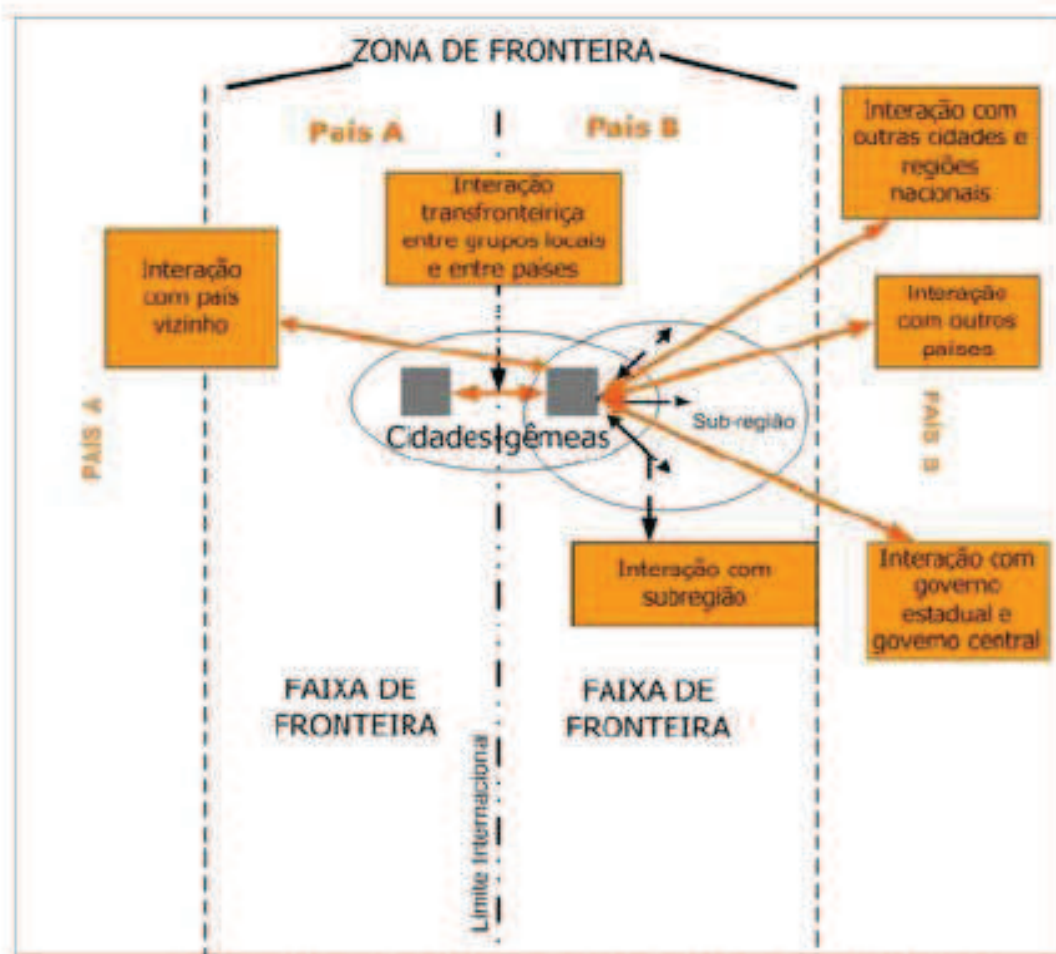 ZONA DE FRONTEIRA
País A
País B
Interação com
outras cidades e
regiões
nacionais
Interação
transfronteiriça
entre grupos locais
e entre países
Interação
com país
vizinho
Interação
com outros
países
PAÍS A
PAÍS B
Sub-região
Cidades-gêmeas
Interação com
subregião
Interação com
governo
estadual e
governo central
FAIXA DE
FRONTEIRA
FAIXA DE
FRONTEIRA
Limite Internacional